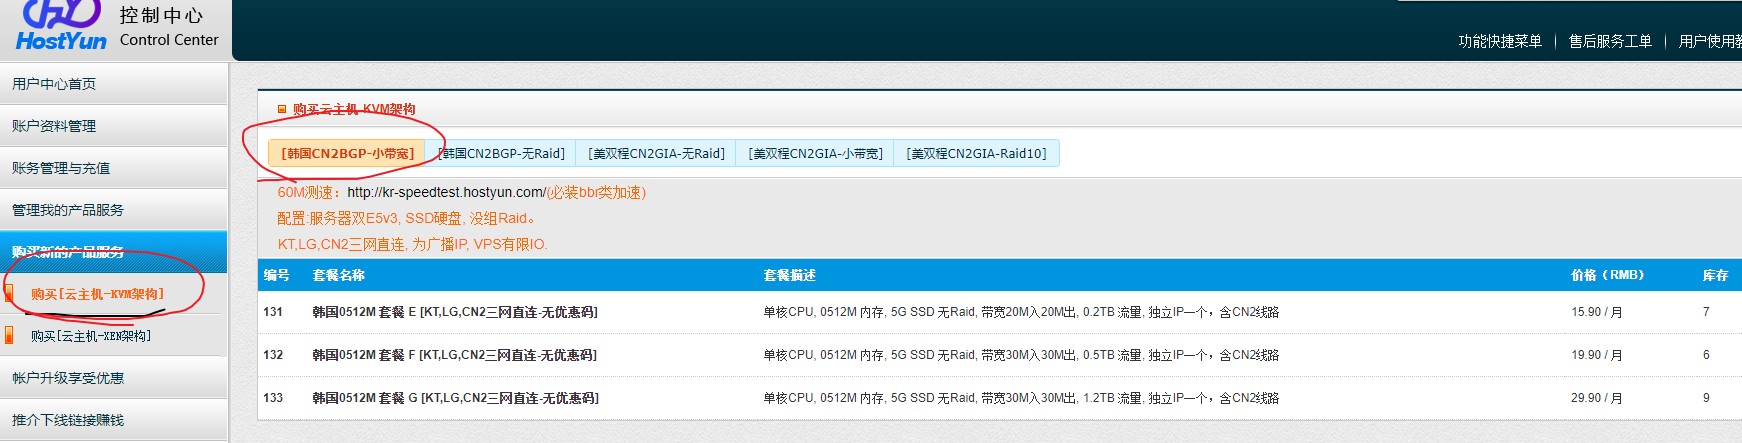 HostYun
控制中心
Control Center
功能快捷菜单 | 售后服务工单 | 用户使用教
用户中心首页
账户资料管理
账务管理与充值
管理我的产品服务
购买新的产品服务
购买[云主机-KVM架构]
购买[云主机-XEN架构]
帐户升级享受优惠
推介下线链接赚钱
购买云主机-KVM架构
[韩国CN2BGP-小带宽] [韩国CN2BGP-无Raid] [美双程CN2GIA-无Raid] [美双程CN2GIA-小带宽] [美双程CN2GIA-Raid10]
60M测速：http://kr-speedtest.hostyun.com/(必装bbr类加速)
配置:服务器双E5v3, SSD硬盘, 没组Raid。
KT,LG,CN2三网直连, 为广播IP, VPS有限IO.
编号 套餐名称 套餐描述 价格（RMB） 库存
131 韩国0512M 套餐 E [KT,LG,CN2三网直连-无优惠码] 单核CPU, 0512M 内存, 5G SSD 无Raid, 带宽20M入20M出, 0.2TB 流量, 独立IP一个，含CN2线路 15.90 / 月 7
132 韩国0512M 套餐 F [KT,LG,CN2三网直连-无优惠码] 单核CPU, 0512M 内存, 5G SSD 无Raid, 带宽30M入30M出, 0.5TB 流量, 独立IP一个，含CN2线路 19.90 / 月 6
133 韩国0512M 套餐 G [KT,LG,CN2三网直连-无优惠码] 单核CPU, 0512M 内存, 5G SSD 无Raid, 带宽30M入30M出, 1.2TB 流量, 独立IP一个，含CN2线路 29.90 / 月 9